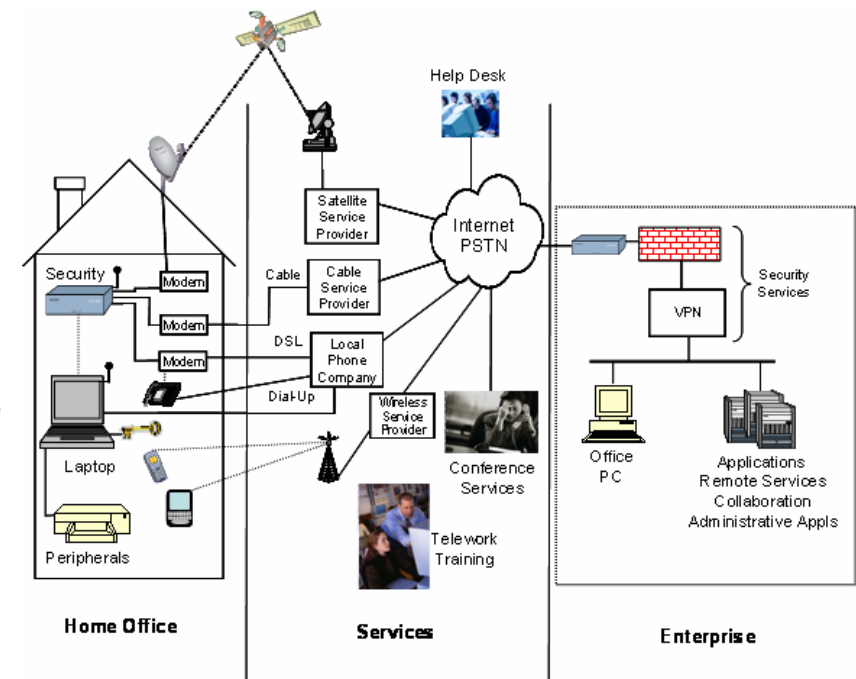 Help Desk
Satellite
Service
Provider
Internet
PSTN
Security
Modem
Cable
Cable
Service
Provider
Security
Services
Modem
VPN
DSL
Local
Phone
Company
Modem
Dial-Up
Wireless
Service
Provider
Laptop
Conference
Services
Office
PC
Applications
Remote Services
Collaboration
Administrative Appls
Telework
Training
Peripherals
Home Office
Services
Enterprise